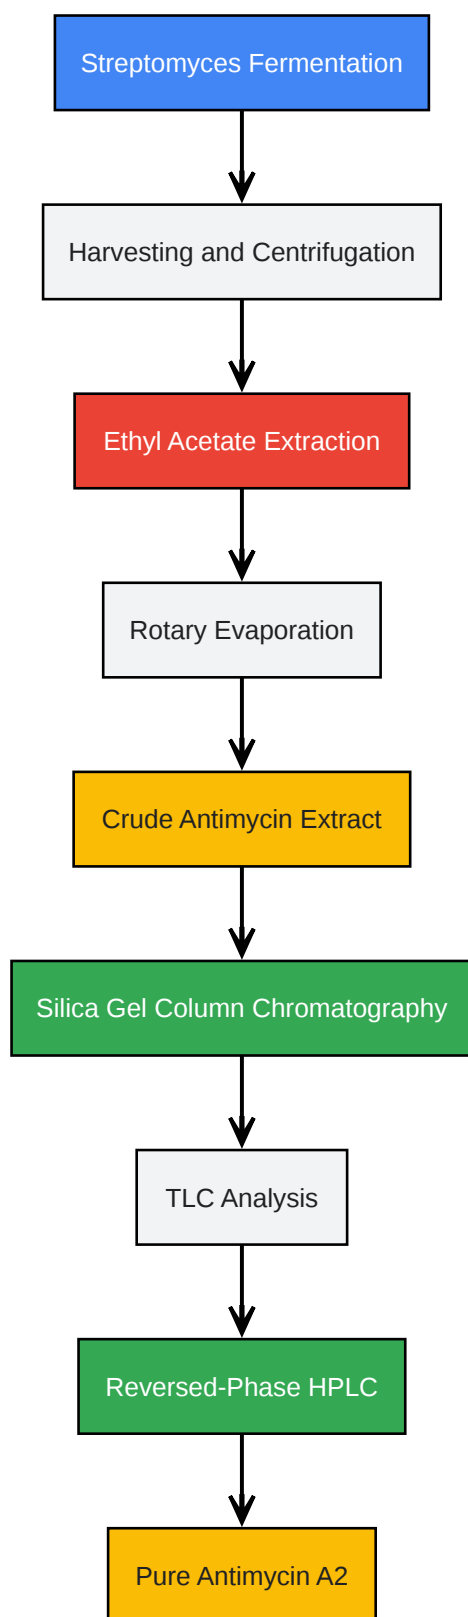 Streptomyces Fermentation
Harvesting and Centrifugation
Ethyl Acetate Extraction
Rotary Evaporation
Crude Antimycin Extract
Silica Gel Column Chromatography
TLC Analysis
Reversed-Phase HPLC
Pure Antimycin A2